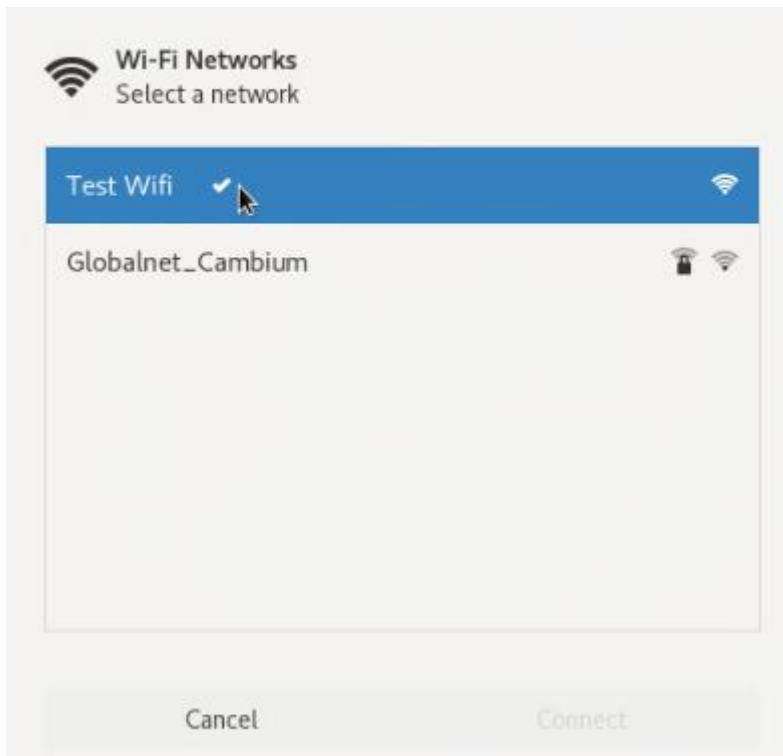 Wi-Fi Networks
Select a network
Test Wifi
Globalnet_Cambium
Cancel
Connect